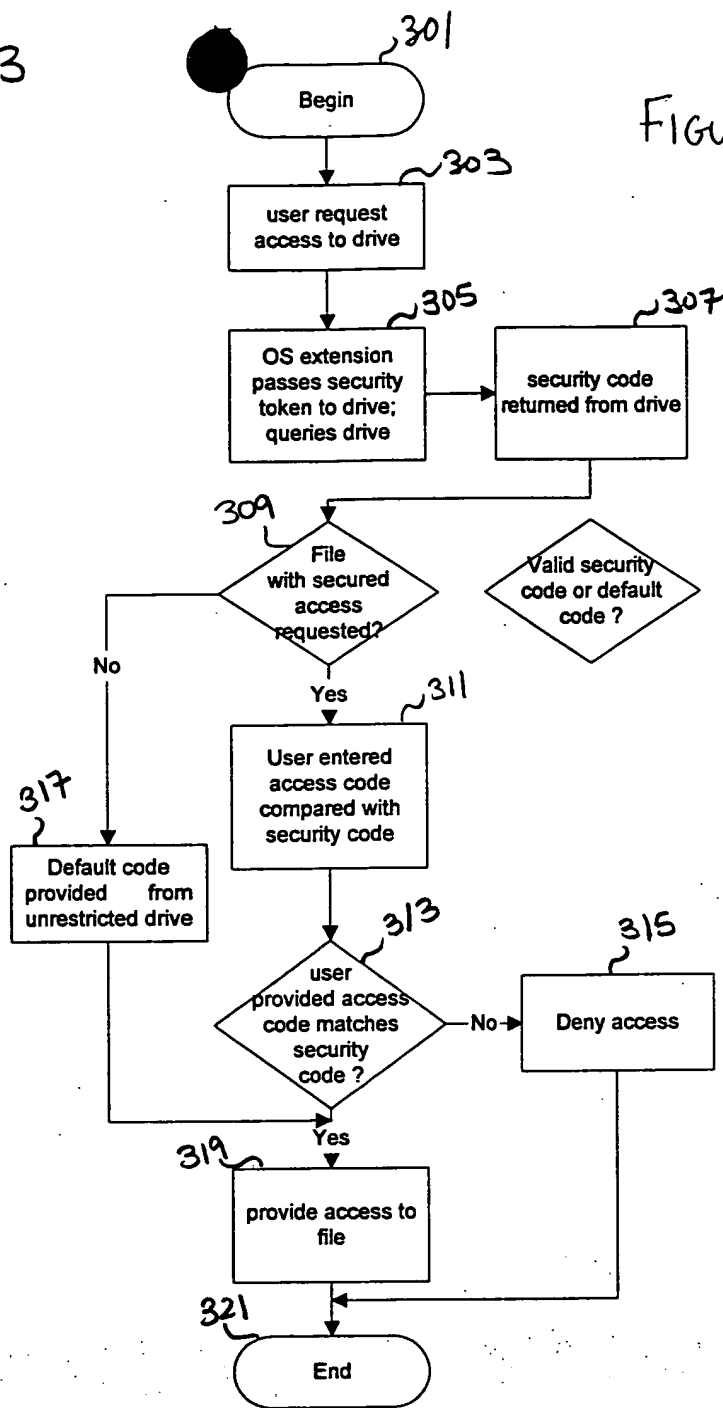 3
301
Begin
FIGU
303
user request
access to drive
305
307
OS extension
passes security
token to drive;
queries drive
security code
returned from drive
309
File
with secured
access
requested?
Valid security
code or default
code ?
No
Yes
311
User entered
access code
compared with
security code
317
Default code
provided from
unrestricted drive
313
315
user
provided access
code matches
security
code ?
No
Deny access
Yes
319
provide access to
file
321
End